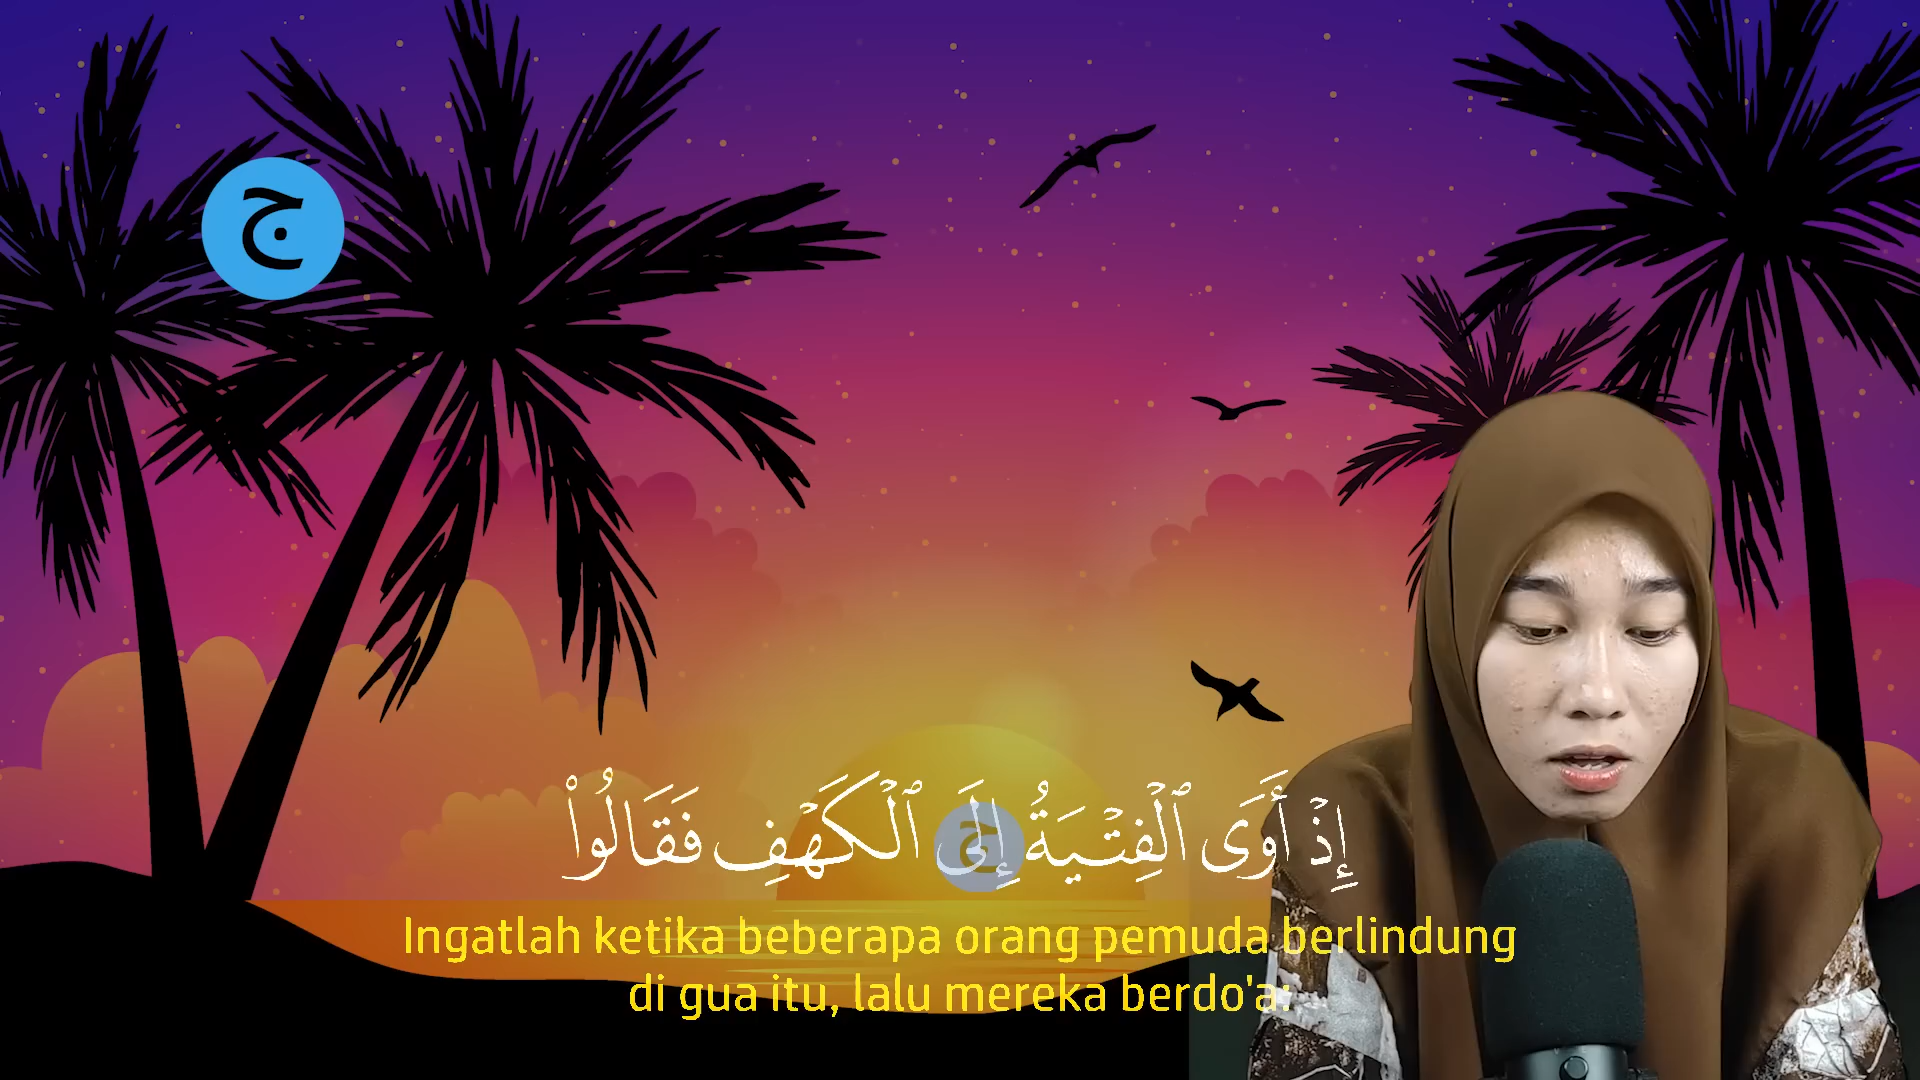 ج
إِذْ أَوَى ٱلْفِتْيَةُ إِلَى ٱلْكَهْفِ فَقَالُوا۟
ج
Ingatlah ketika beberapa orang pemuda berlindung
di gua itu, lalu mereka berdo'a: